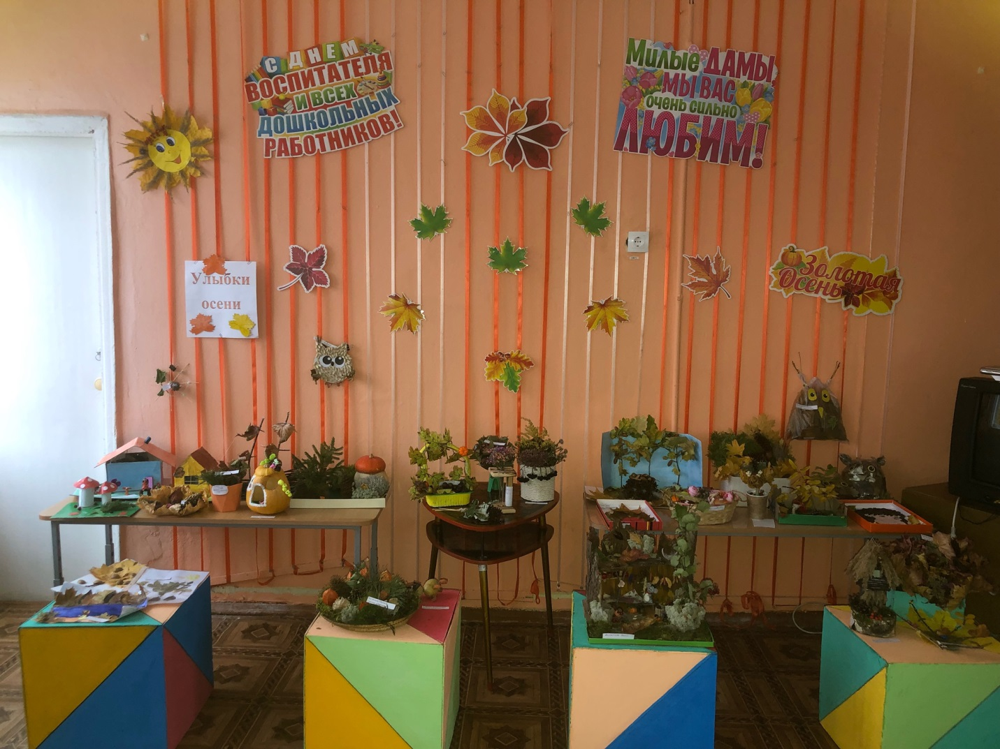 С ДНЕМ
ВОСПИТАТЕЛЯ
И ВСЕХ
ДОШКОЛЬНЫХ
РАБОТНИКОВ!
Милые ДАМЫ,
МЫ ВАС
ОЧЕНЬ СИЛЬНО
ЛЮБИМ!
Улыбки
осени
Золотая
Осень